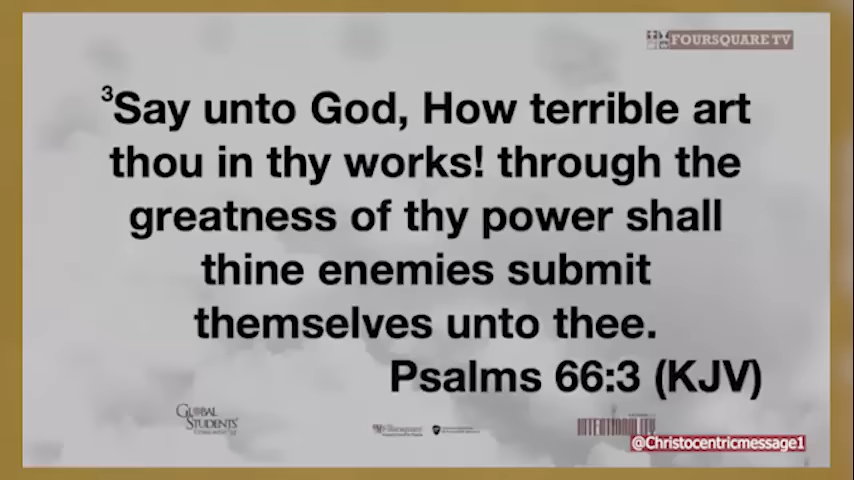 FOURSQUARE TV
3Say unto God, How terrible art
thou in thy works! through the
greatness of thy power shall
thine enemies submit
themselves unto thee.
Psalms 66:3 (KJV)
GLOBAL
STUDENTS
INTENTIONALITY
@Christocentricmessage1